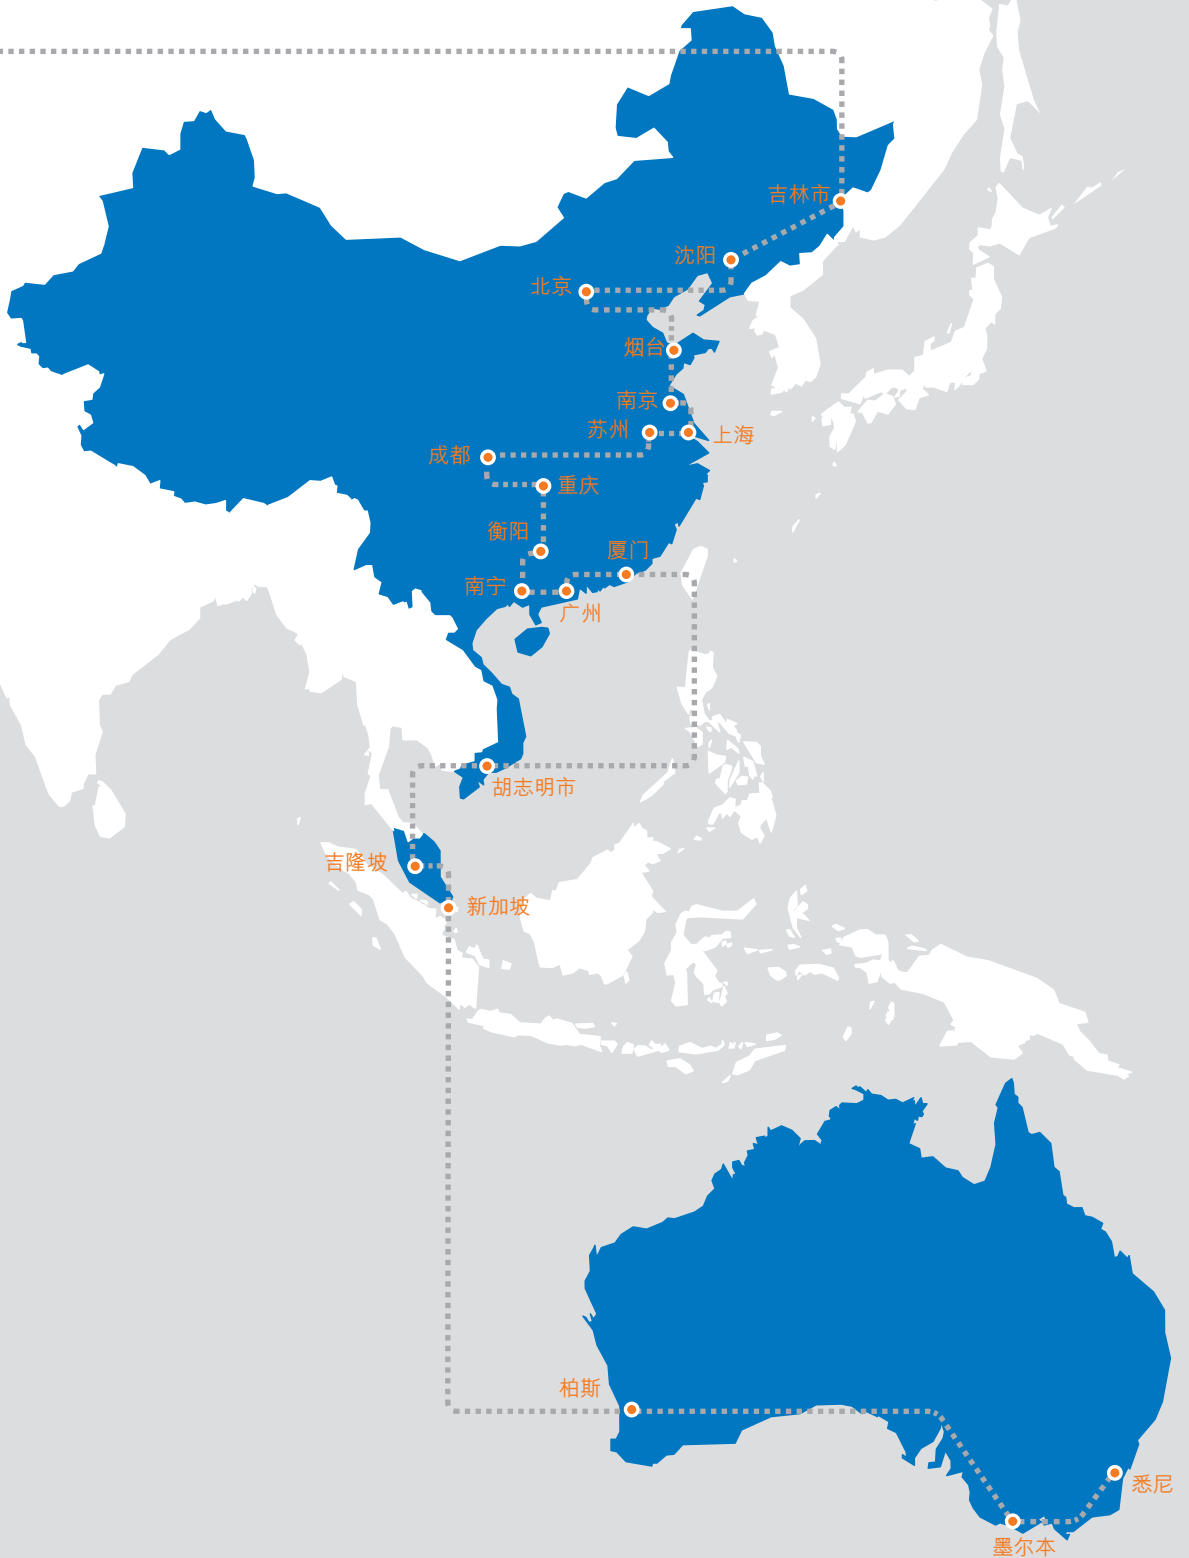 吉林市
沈阳
北京
烟台
南京
苏州
上海
成都
重庆
衡阳
厦门
南宁
广州
胡志明市
吉隆坡
新加坡
柏斯
悉尼
墨尔本